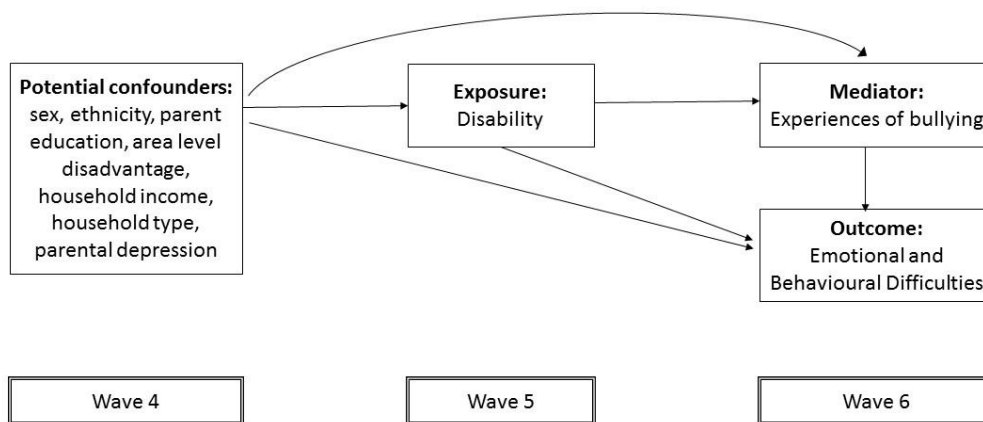 Potential confounders:
sex, ethnicity, parent
education, area level
disadvantage,
household income,
household type,
parental depression
Exposure:
Disability
Mediator:
Experiences of bullying
Outcome:
Emotional and
Behavioural Difficulties
Wave 4
Wave 5
Wave 6